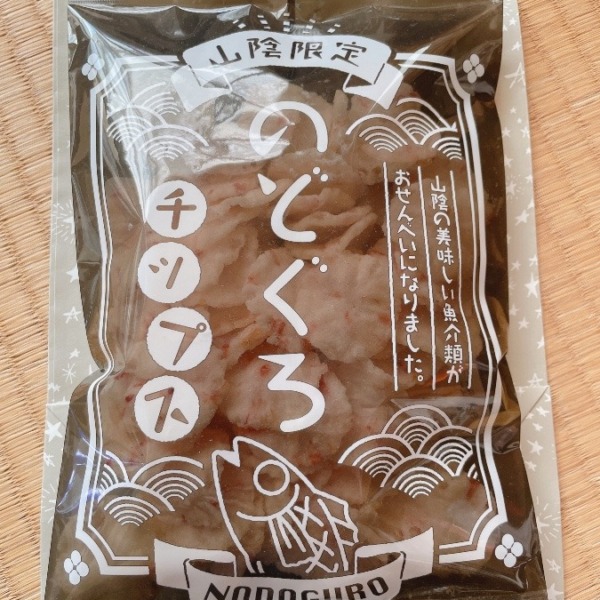 山陰限定
のどぐろ
チップス
山陰の美味しい魚介類が
おせんべいになりました。
NODOGURO